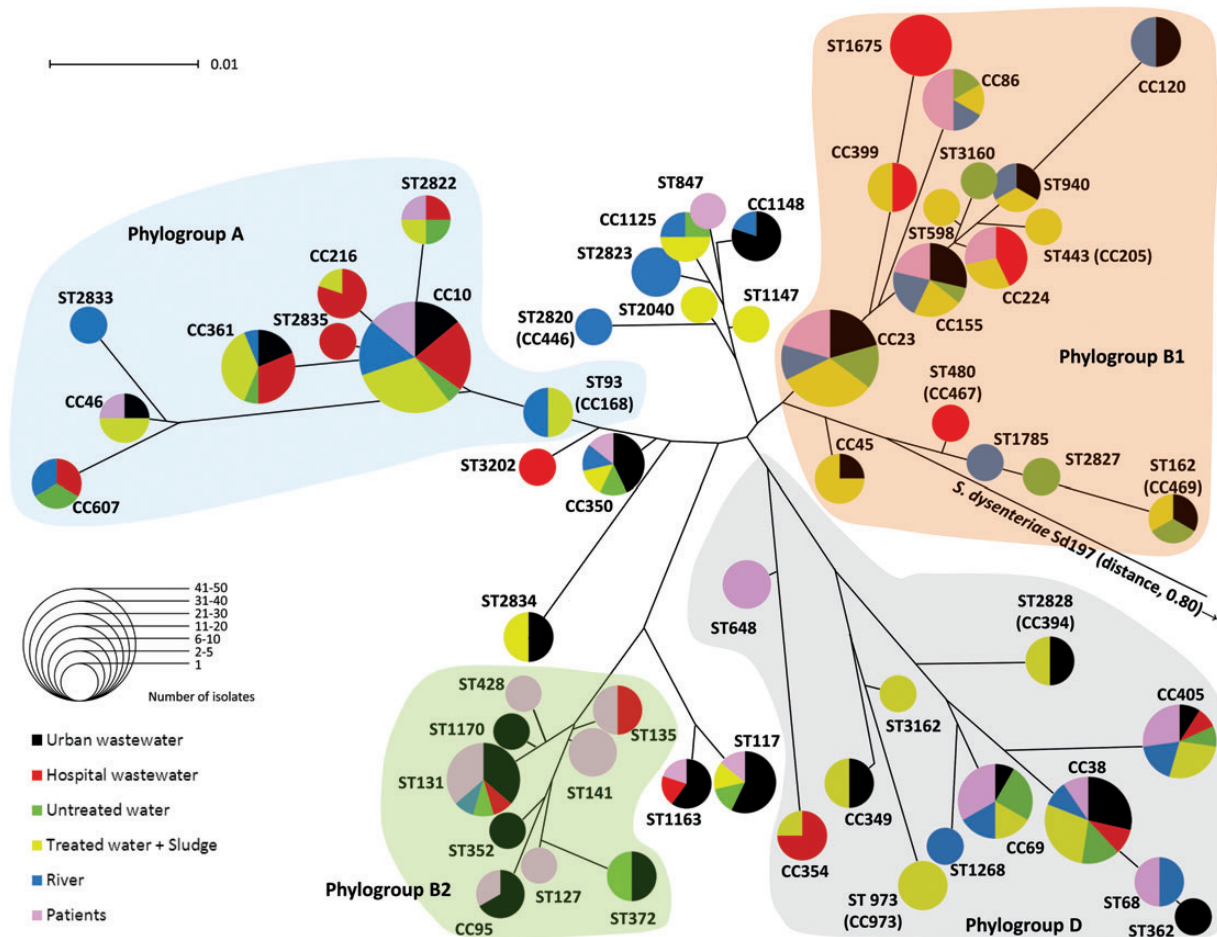 0.01
ST1675
CC86
CC120
CC399
ST3160
ST940
ST598
ST443 (CC205)
CC224
CC155
CC23
Phylogroup B1
ST480
(CC467)
ST1785
ST2827
ST162
(CC469)
CC45
S. dysenteriae Sd197 (distance, 0.80)
ST847
CC1148
CC1125
ST2823
ST2040
ST1147
ST2820
(CC446)
Phylogroup A
ST2822
CC216
CC10
ST2833
CC361
ST2835
CC46
ST93
(CC168)
CC607
ST3202
CC350
ST2834
41-50
31-40
21-30
11-20
6-10
2-5
1
Number of isolates
Urban wastewater
Hospital wastewater
Untreated water
Treated water + Sludge
River
Patients
ST428
ST1170
ST135
ST131
ST141
ST352
ST127
ST372
CC95
Phylogroup B2
ST117
ST1163
ST648
CC354
CC349
ST3162
ST 973
(CC973)
ST1268
CC69
ST2828
(CC394)
CC405
CC38
ST68
ST362
Phylogroup D